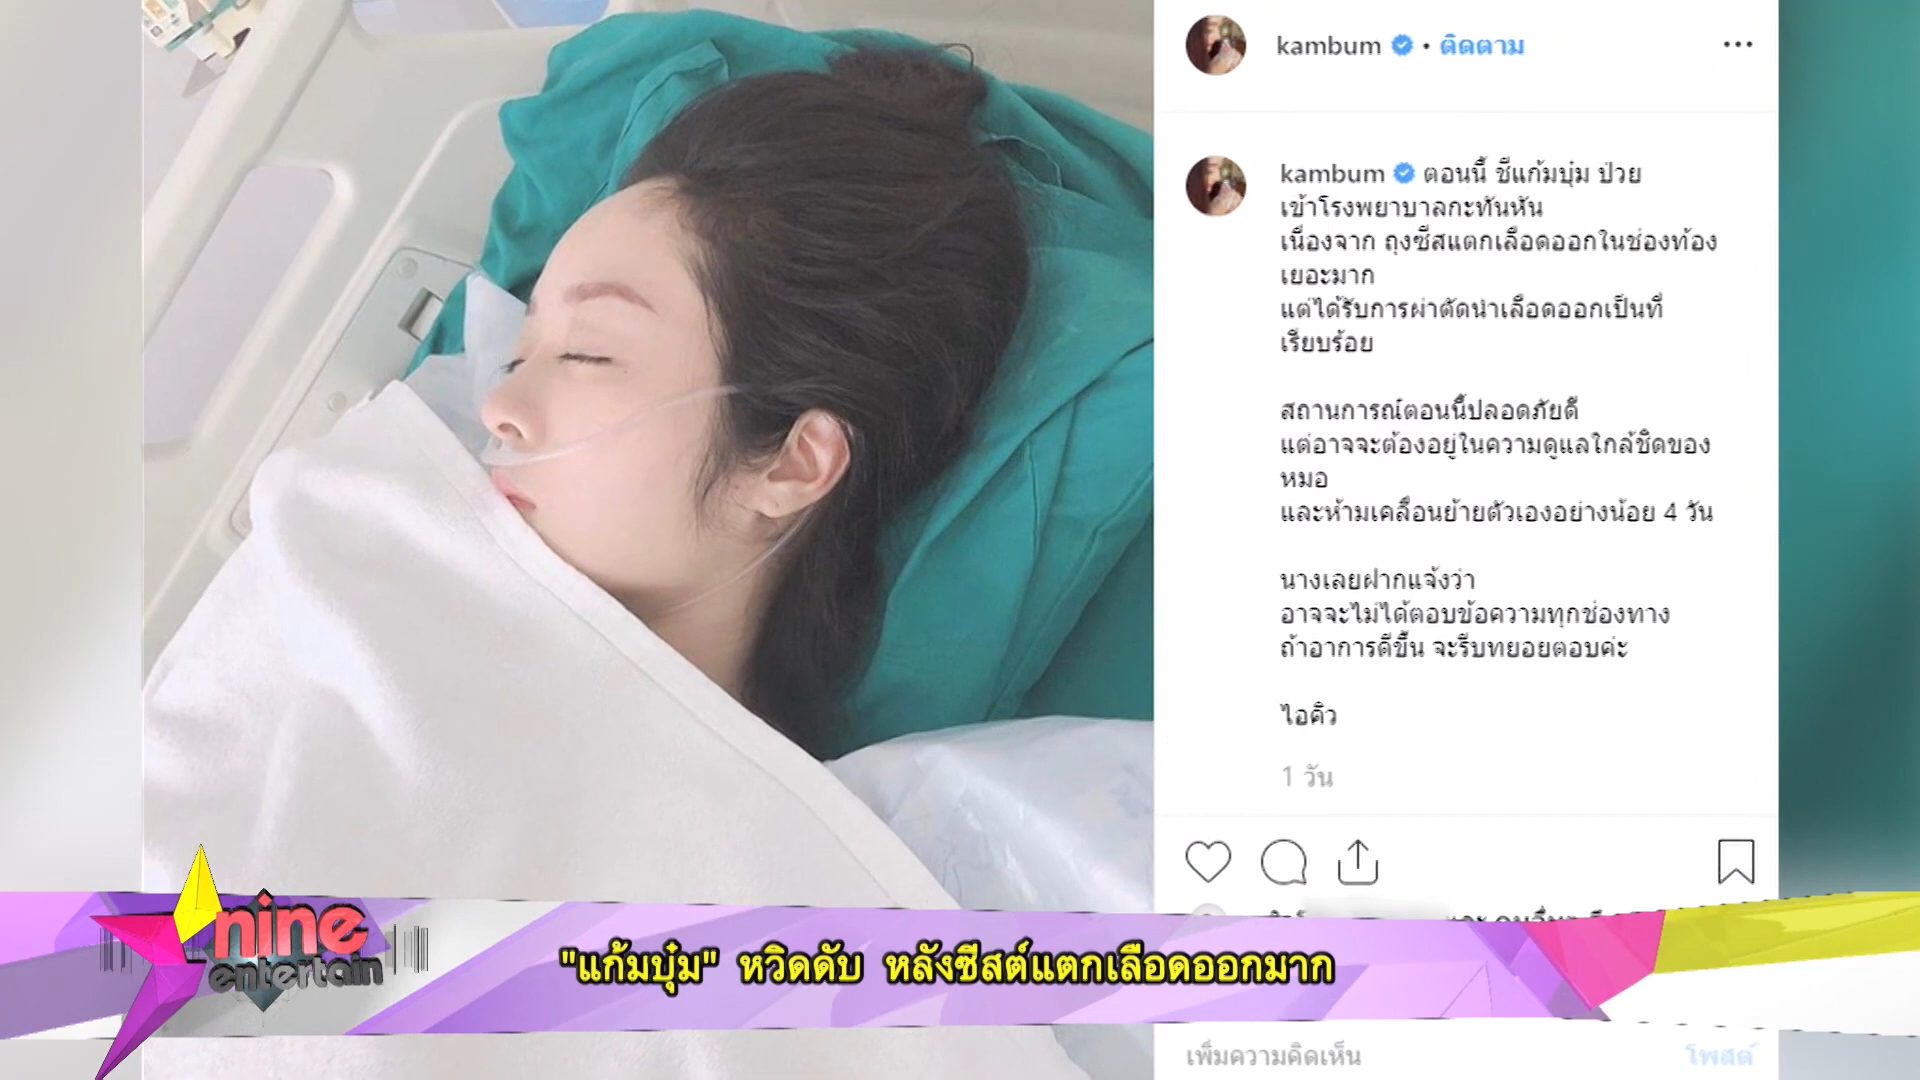 kambum • ติดตาม
kambum ตอนนี้ ชีแก้มบุ๋ม ป่วย
เข้าโรงพยาบาลกะทันหัน
เนื่องจาก ถุงซีสแตกเลือดออกในช่องท้อง
เยอะมาก
แต่ได้รับการผ่าตัดนำเลือดออกเป็นที่
เรียบร้อย
สถานการณ์ตอนนี้ปลอดภัยดี
แต่อาจจะต้องอยู่ในความดูแลใกล้ชิดของ
หมอ
และห้ามเคลื่อนย้ายตัวเองอย่างน้อย 4 วัน
นางเลยฝากแจ้งว่า
อาจจะไม่ได้ตอบข้อความทุกช่องทาง
ถ้าอาการดีขึ้น จะรีบทยอยตอบค่ะ
ไอคิว
1 วัน
nine
entertain
"แก้มบุ๋ม" หวิดดับ หลังซีสต์แตกเลือดออกมาก
เพิ่มความคิดเห็น
โพสต์